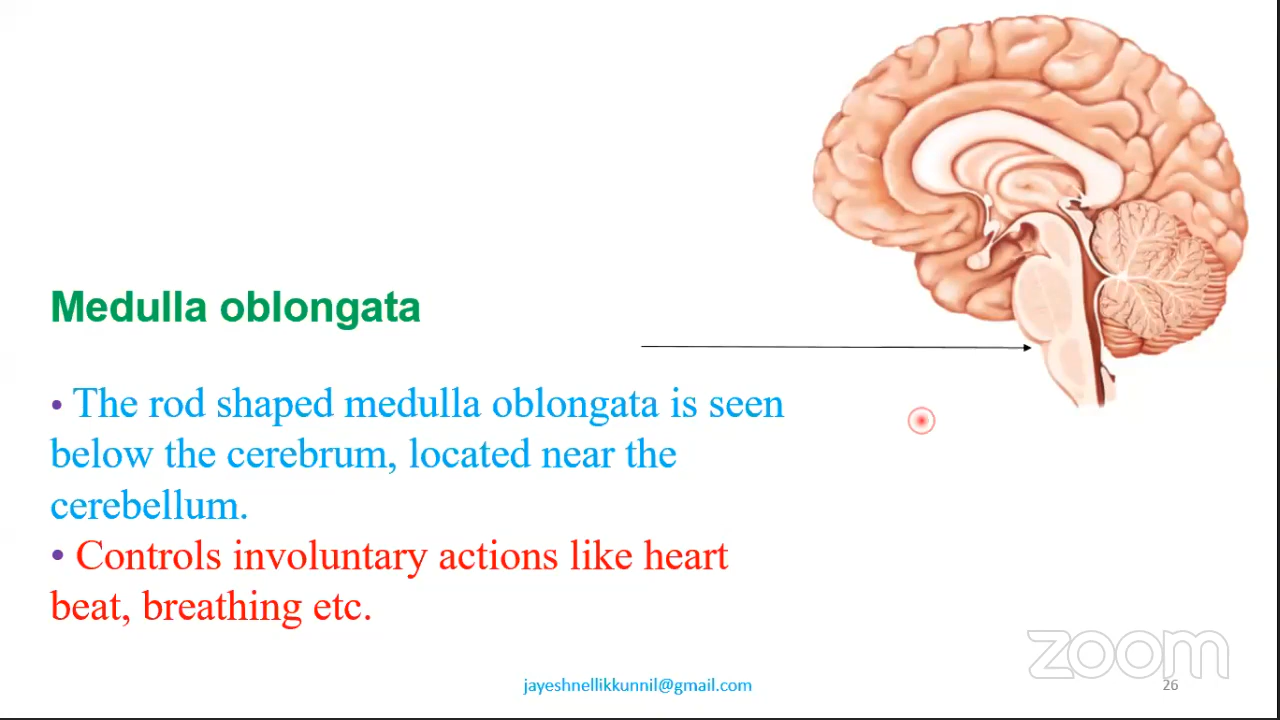 Medulla oblongata
• The rod shaped medulla oblongata is seen
below the cerebrum, located near the
cerebellum.
• Controls involuntary actions like heart
beat, breathing etc.
zoom
jayeshnellikkunnil@gmail.com
26